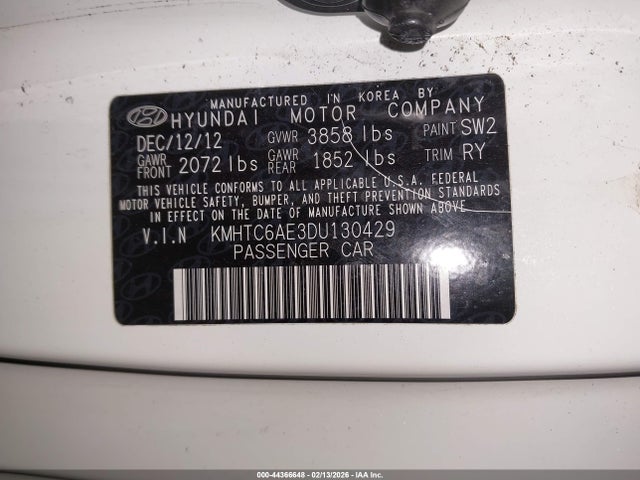 MANUFACTURED IN KOREA BY
HYUNDAI MOTOR COMPANY
DEC/12/12 GVWR 3858 lbs PAINT SW2
GAWR FRONT 2072 lbs GAWR REAR 1852 lbs TRIM RY
THIS VEHICLE CONFORMS TO ALL APPLICABLE U.S.A. FEDERAL
MOTOR VEHICLE SAFETY, BUMPER, AND THEFT PREVENTION STANDARDS
IN EFFECT ON THE DATE OF MANUFACTURE SHOWN ABOVE.
V.I.N KMHTC6AE3DU130429
PASSENGER CAR
000-44366648 - 02/13/2026 - IAA Inc.